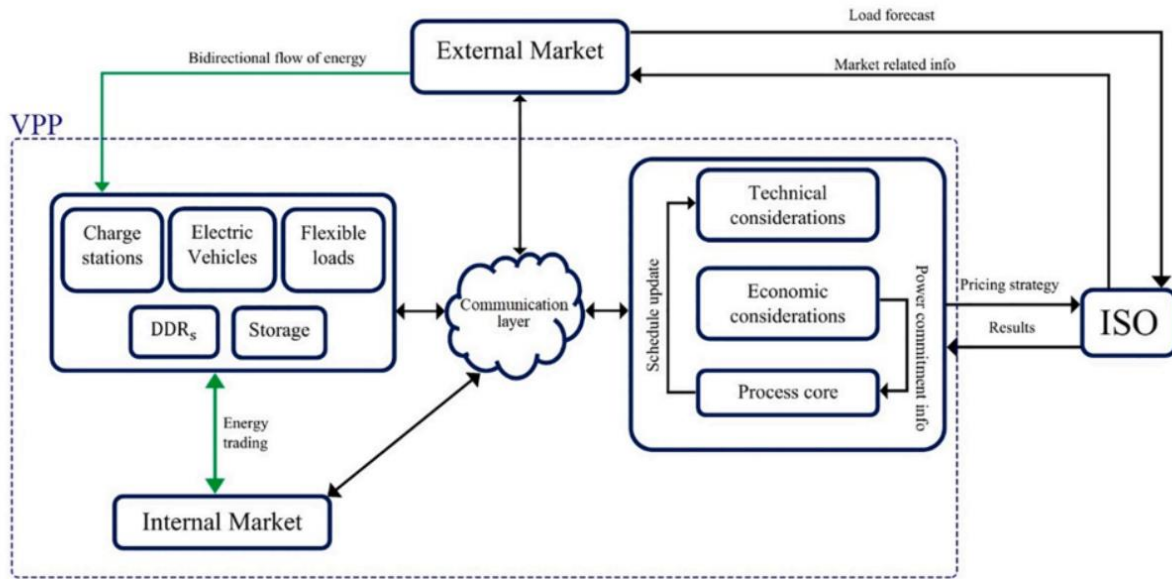 Load forecast
External Market
Bidirectional flow of energy
Market related info
VPP
Charge
stations
Electric
Vehicles
Flexible
loads
DDRs
Storage
Communication
layer
Schedule update
Technical
considerations
Economic
considerations
Process core
Power commitment info
Pricing strategy
Results
ISO
Energy
trading
Internal Market